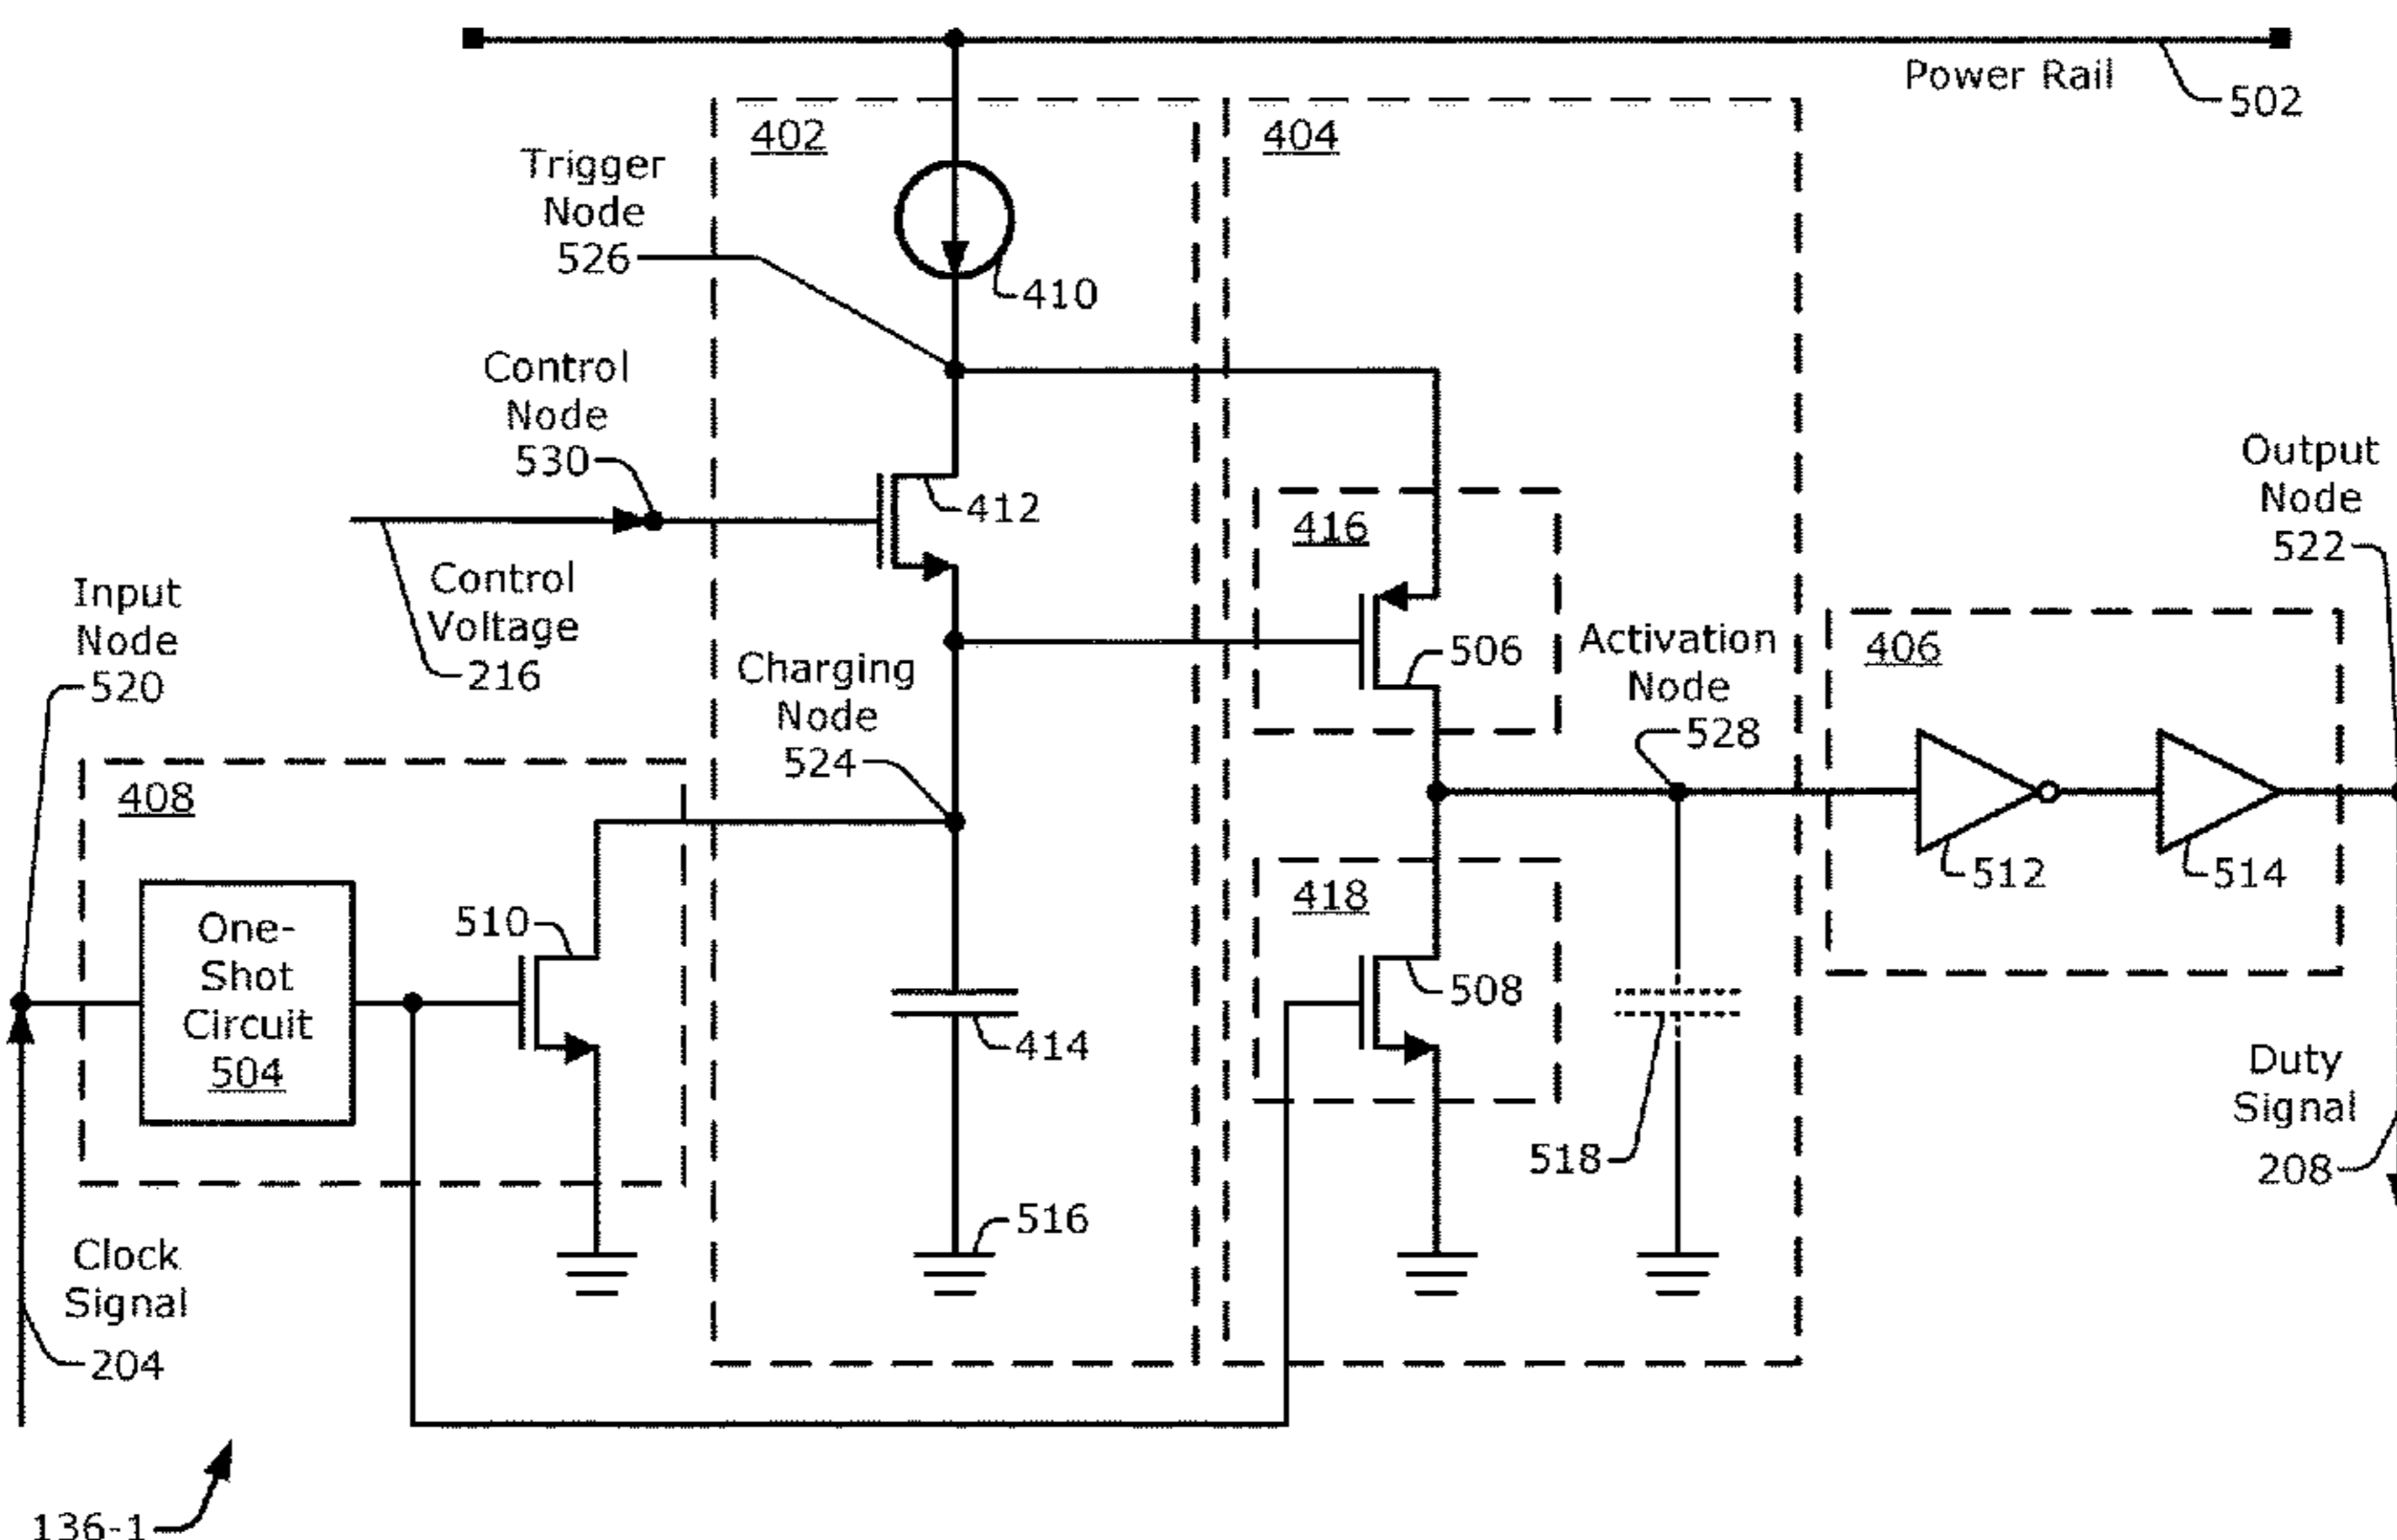 Power Rail
502
402
404
Trigger
Node
526
410
Control
Node
530
412
Control
Voltage
216
416
506
Output
Node
522
Input
Node
520
Charging
Node
524
Activation
Node
528
406
512
514
408
One-
Shot
Circuit
504
510
414
516
418
508
518
Duty
Signal
208
Clock
Signal
204
136-1